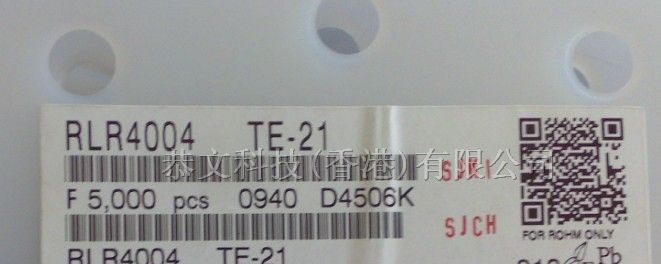 RLR4004 TE-21
恭文科技(香港)有限公司
F 5,000 pcs 0940 D4506K
SJCH
FOR ROHM ONLY
RLR4004 TE-21
Pb